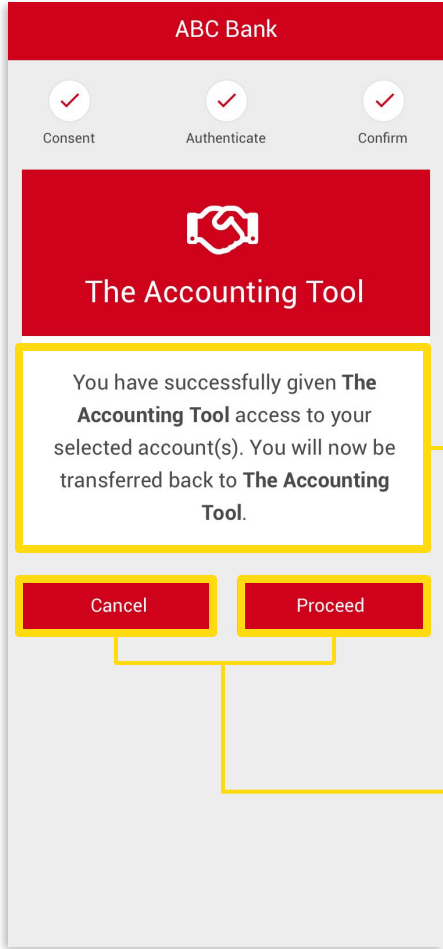 ABC Bank
Consent
Authenticate
Confirm
The Accounting Tool
You have successfully given The
Accounting Tool access to your
selected account(s). You will now be
transferred back to The Accounting
Tool.
Cancel
Proceed